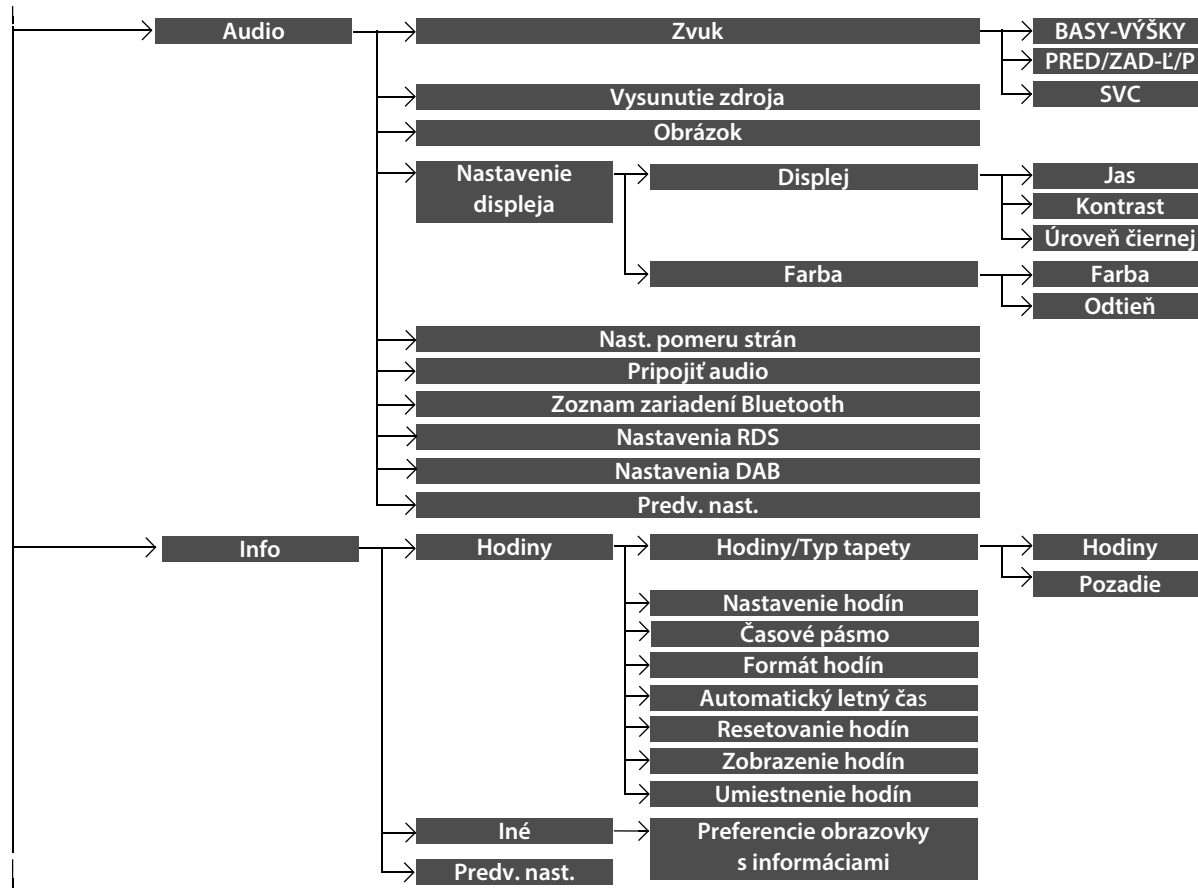 Audio
Zvuk
BASY-VÝŠKY
PRED/ZAD-Ľ/P
SVC
Vysunutie zdroja
Obrázok
Nastavenie
displeja
Displej
Jas
Kontrast
Úroveň čiernej
Farba
Farba
Odtieň
Nast. pomeru strán
Pripojiť audio
Zoznam zariadení Bluetooth
Nastavenia RDS
Nastavenia DAB
Predv. nast.
Info
Hodiny
Hodiny/Typ tapety
Hodiny
Pozadie
Nastavenie hodín
Časové pásmo
Formát hodín
Automatický letný čas
Resetovanie hodín
Zobrazenie hodín
Umiestnenie hodín
Iné
Preferencie obrazovky
s informáciami
Predv. nast.